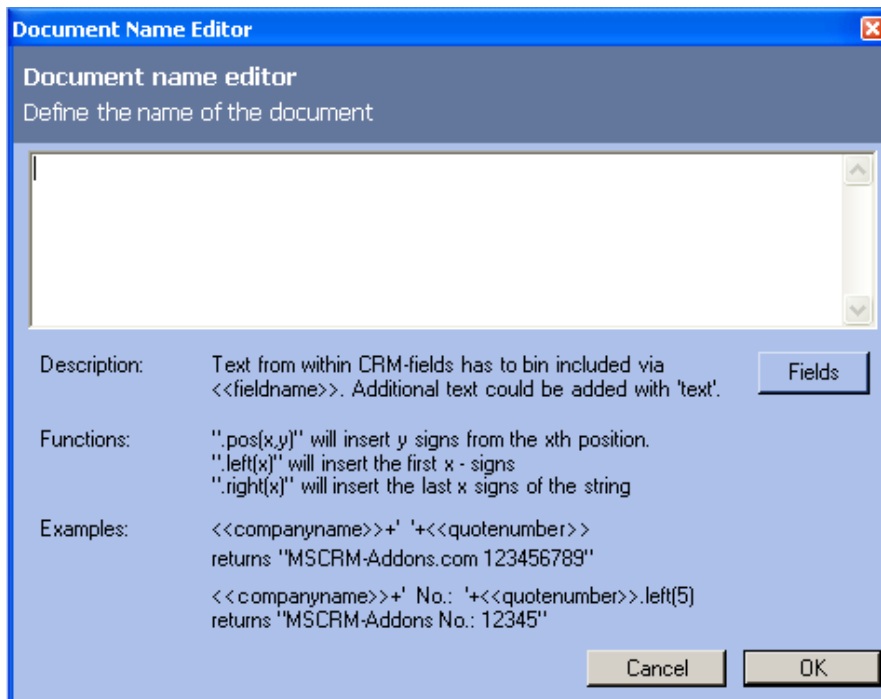 Document Name Editor
Document name editor
Define the name of the document
Description: Text from within CRM-fields has to bin included via
<<fieldname>>. Additional text could be added with 'text'.
Fields
Functions: ".pos(x,y)" will insert y signs from the xth position.
".left(x)" will insert the first x - signs
".right(x)" will insert the last x signs of the string
Examples: <<companyname>>+' '+<<quotenumber>>
returns "MSCRM-Addons.com 123456789"
<<companyname>>+' No.: '+<<quotenumber>>.left(5)
returns "MSCRM-Addons No.: 12345"
Cancel OK